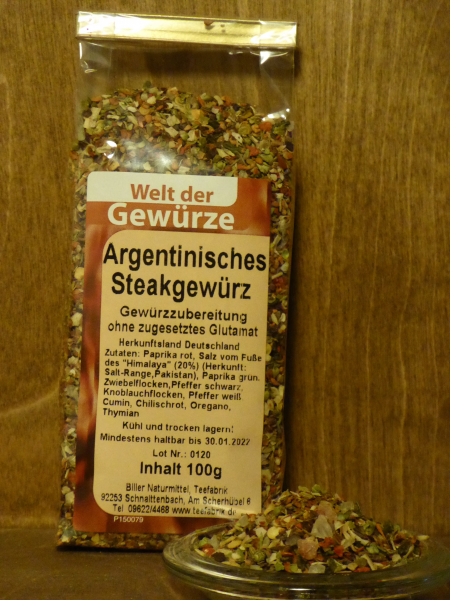 Welt der
Gewürze
Argentinisches
Steakgewürz
Gewürzzubereitung
ohne zugesetztes Glutamat
Herkunftsland Deutschland
Zutaten: Paprika rot, Salz vom Fuße
des "Himalaya" (20%) (Herkunft:
Salt-Range,Pakistan), Paprika grün,
Zwiebelflocken,Pfeffer schwarz,
Knoblauchflocken, Pfeffer weiß
Cumin, Chilischrot, Oregano,
Thymian
Kühl und trocken lagern!
Mindestens haltbar bis 30.01.2022
Lot Nr.: 0120
Inhalt 100g
Biller Naturmittel, Teefabrik
92253 Schnaittenbach, Am Scherhübel 6
Tel 09622/4468 www.teefabrik.de
P150079